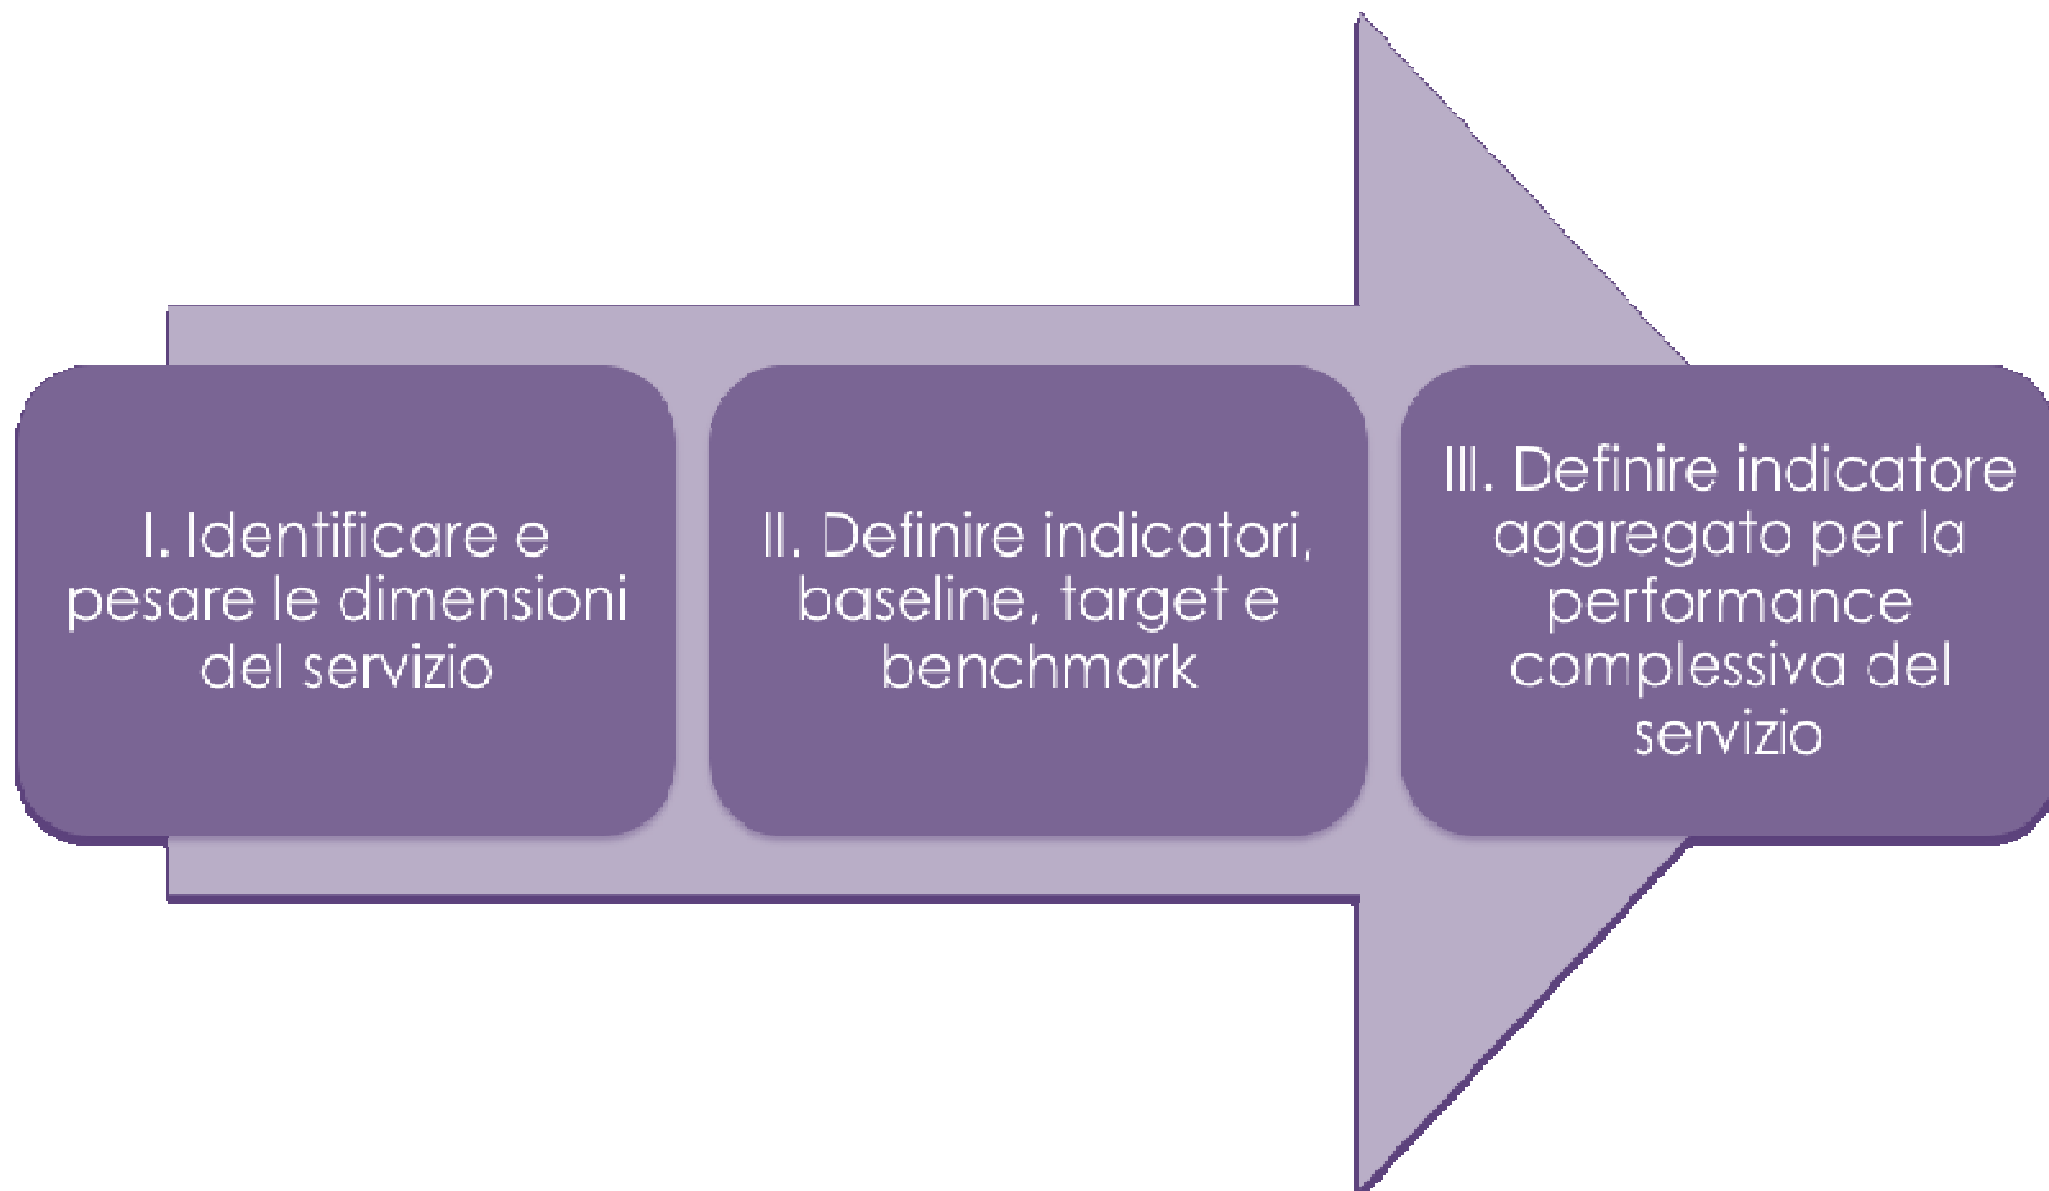 I. Identificare e
pesare le dimensioni
del servizio
II. Definire indicatori,
baseline, target e
benchmark
III. Definire indicatore
aggregato per la
performance
complessiva del
servizio